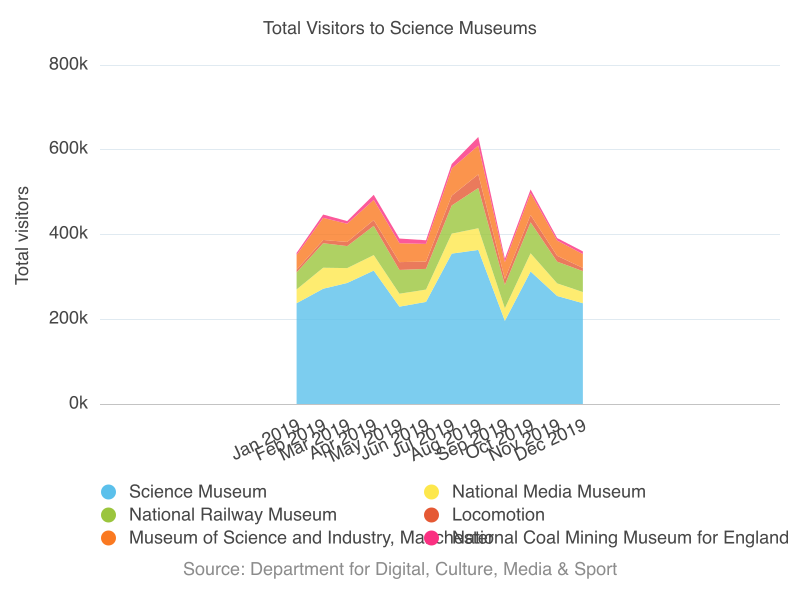 Total Visitors to Science Museums
800k
600k
400k
200k
0k
Total visitors
Jan 2019
Feb 2019
Mar 2019
Apr 2019
May 2019
Jun 2019
Jul 2019
Aug 2019
Sep 2019
Oct 2019
Nov 2019
Dec 2019
Science Museum
National Media Museum
National Railway Museum
Locomotion
Museum of Science and Industry, Manchester
National Coal Mining Museum for England
Source: Department for Digital, Culture, Media & Sport